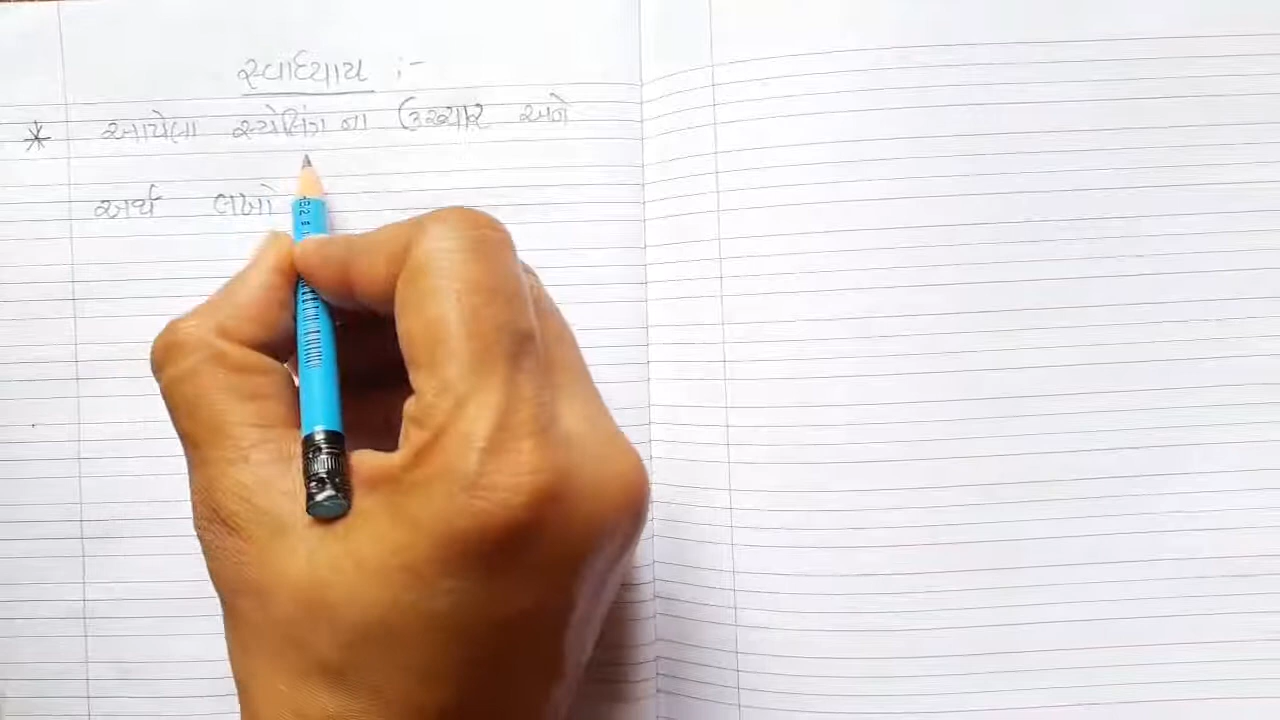 સ્વાધ્યાય :-
* આપેલા સ્પેલિંગ ના ઉચ્ચાર અને
અર્થ લખો